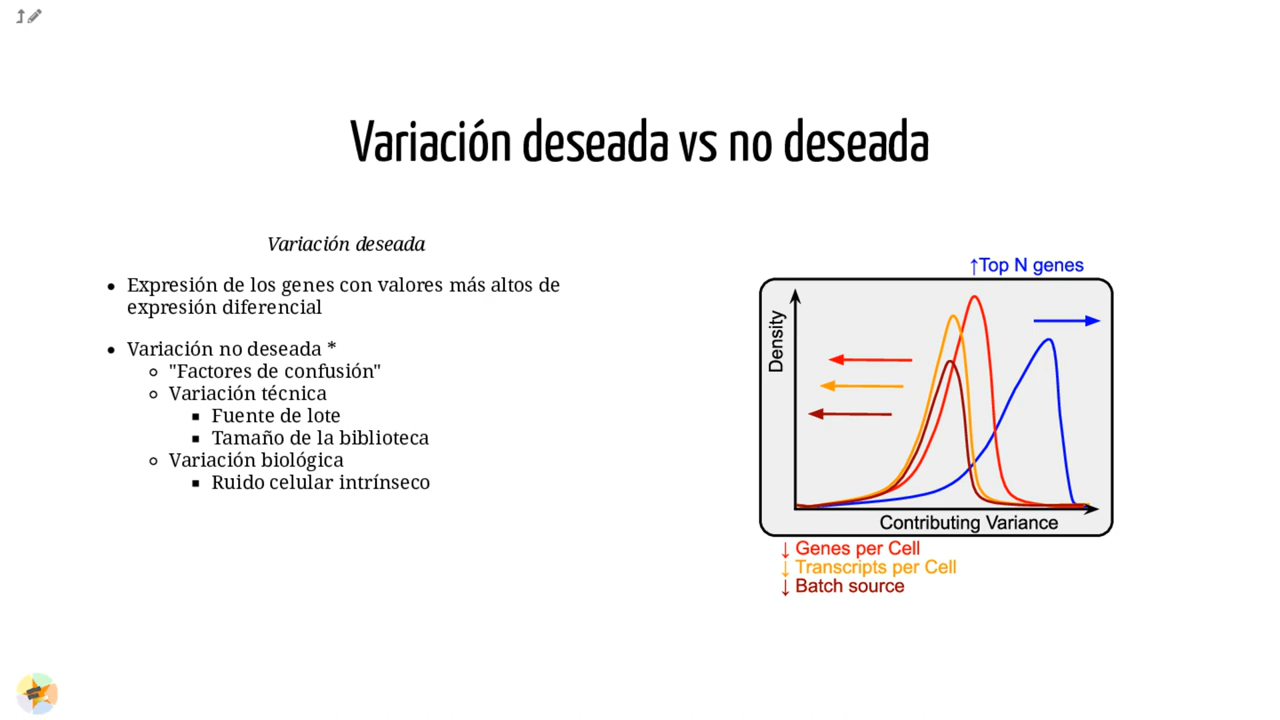 Variación deseada vs no deseada
Variación deseada
• Expresión de los genes con valores más altos de
expresión diferencial
• Variación no deseada *
"Factores de confusión"
Variación técnica
Fuente de lote
Tamaño de la biblioteca
Variación biológica
Ruido celular intrínseco
↑Top N genes
Density
Contributing Variance
↓ Genes per Cell
↓ Transcripts per Cell
↓ Batch source